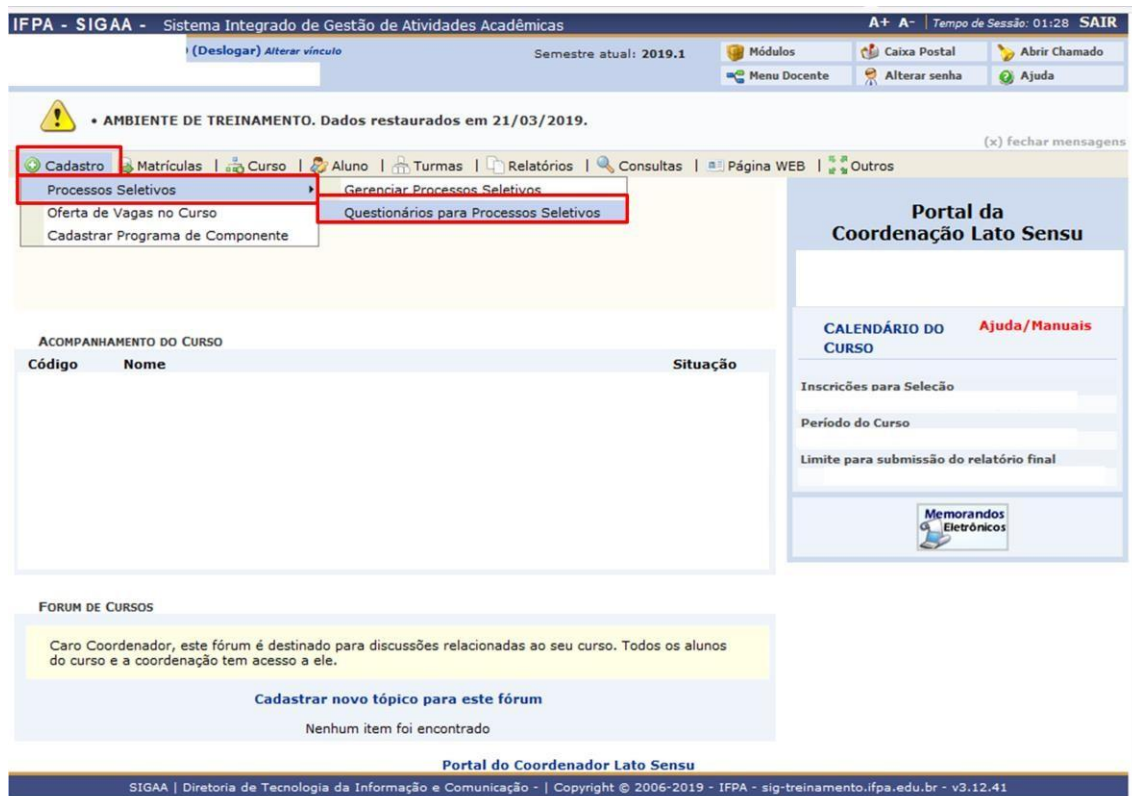 IFPA - SIGAA - Sistema Integrado de Gestão de Atividades Acadêmicas A+ A- | Tempo de Sessão: 01:28 SAIR
(Deslogar) Alterar vínculo Semestre atual: 2019.1 Módulos Caixa Postal Abrir Chamado
Menu Docente Alterar senha Ajuda
• AMBIENTE DE TREINAMENTO. Dados restaurados em 21/03/2019.
(x) fechar mensagens
Cadastro Matrículas | Curso | Aluno | Turmas | Relatórios | Consultas | Página WEB | Outros
Processos Seletivos Gerenciar Processos Seletivos
Oferta de Vagas no Curso Questionários para Processos Seletivos
Cadastrar Programa de Componente
Portal da
Coordenação Lato Sensu
CALENDÁRIO DO CURSO Ajuda/Manuais
ACOMPANHAMENTO DO CURSO
Código Nome Situação
Inscrições para Seleção
Período do Curso
Limite para submissão do relatório final
Memorandos
Eletrônicos
FORUM DE CURSOS
Caro Coordenador, este fórum é destinado para discussões relacionadas ao seu curso. Todos os alunos
do curso e a coordenação tem acesso a ele.
Cadastrar novo tópico para este fórum
Nenhum item foi encontrado
Portal do Coordenador Lato Sensu
SIGAA | Diretoria de Tecnologia da Informação e Comunicação - | Copyright © 2006-2019 - IFPA - sig-treinamento.ifpa.edu.br - v3.12.41